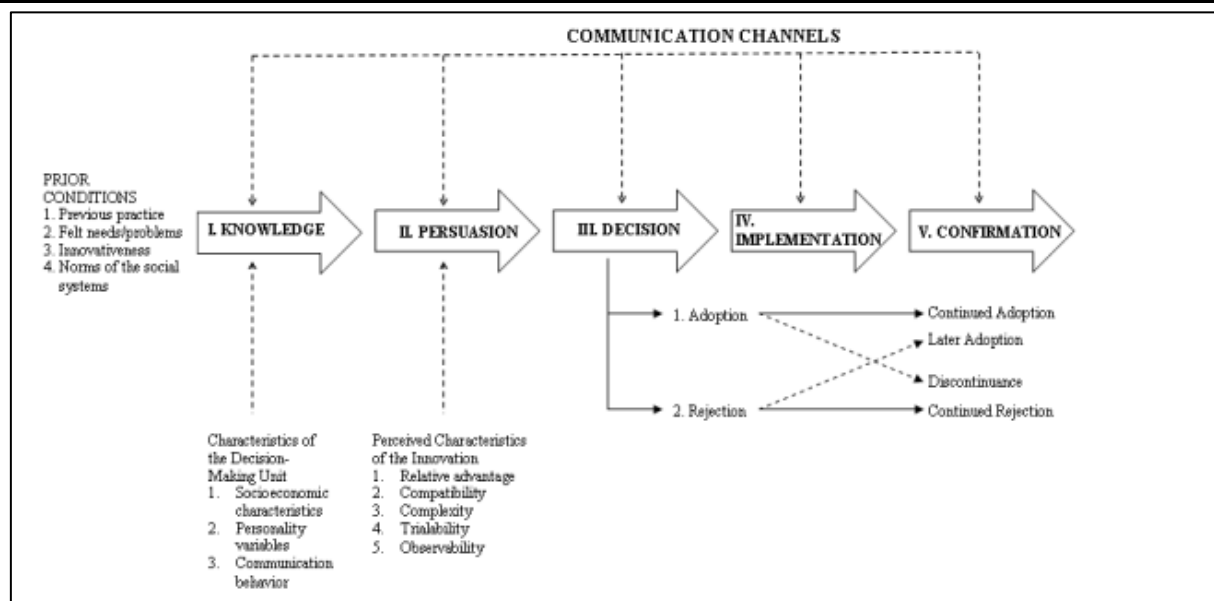 COMMUNICATION CHANNELS
PRIOR
CONDITIONS
1. Previous practice
2. Felt needs/problems
3. Innovativeness
4. Norms of the social
systems
I. KNOWLEDGE
II. PERSUASION
III. DECISION
IV.
IMPLEMENTATION
V. CONFIRMATION
1. Adoption
2. Rejection
Continued Adoption
Later Adoption
Discontinuance
Continued Rejection
Characteristics of
the Decision-
Making Unit
1. Socioeconomic
characteristics
2. Personality
variables
3. Communication
behavior
Perceived Characteristics
of the Innovation
1. Relative advantage
2. Compatibility
3. Complexity
4. Trialability
5. Observability